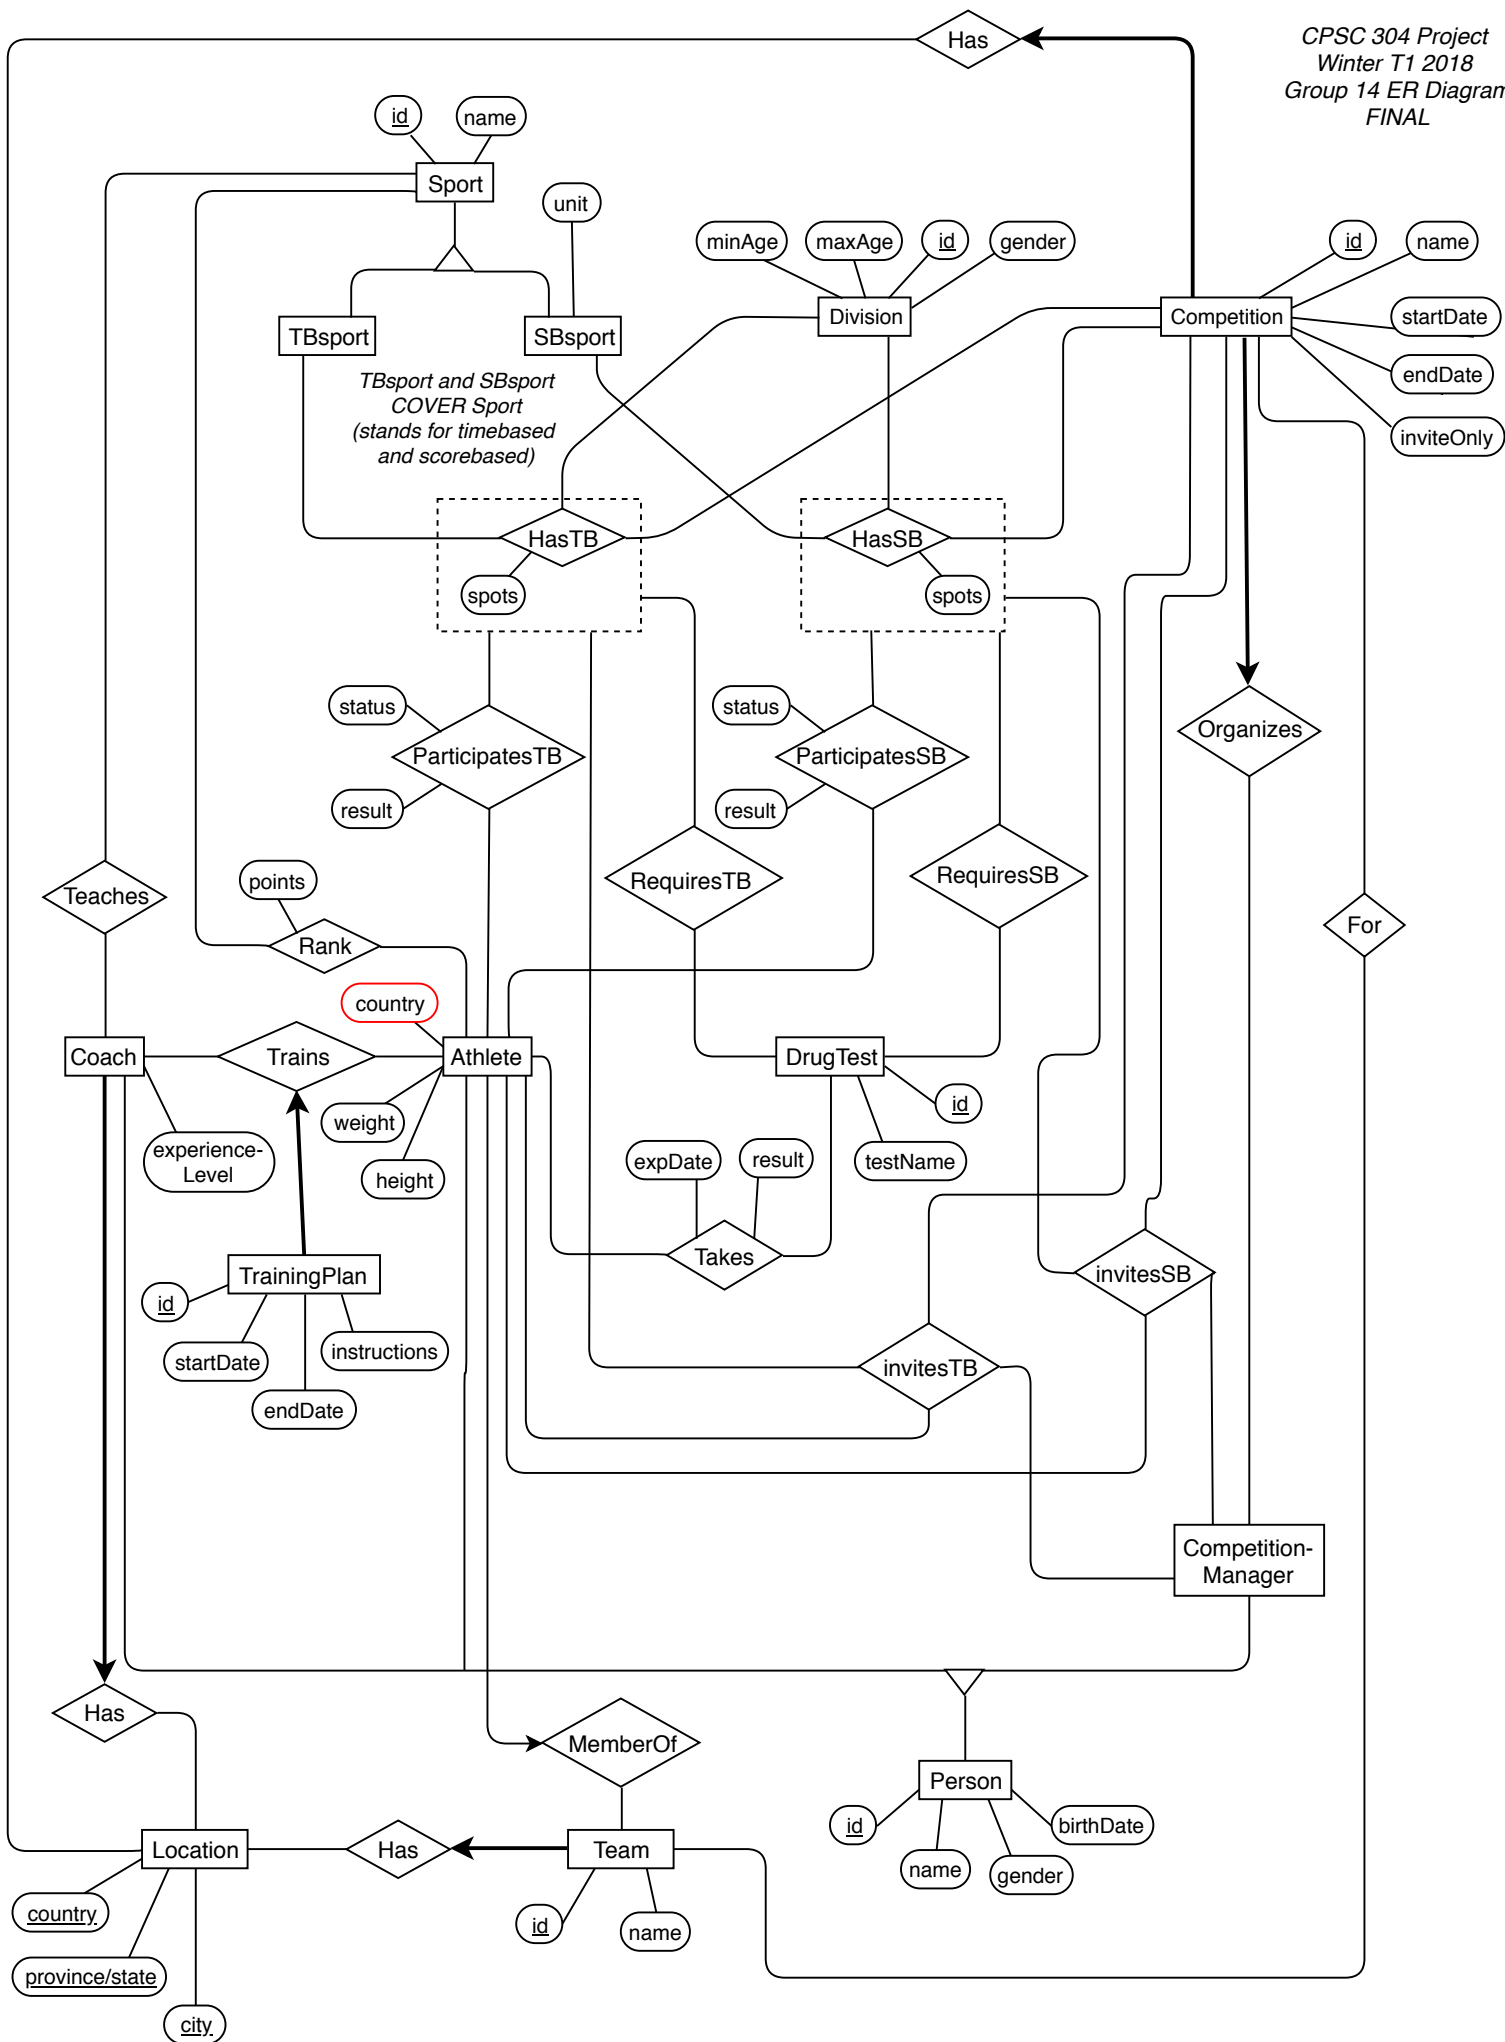 Has
CPSC 304 Project
Winter T1 2018
Group 14 ER Diagram
FINAL
id
name
Sport
unit
minAge
maxAge
id
gender
id
name
TBsport
SBsport
Division
Competition
startDate
endDate
inviteOnly
TBsport and SBsport
COVER Sport
(stands for timebased
and scorebased)
HasTB
HasSB
spots
spots
status
ParticipatesTB
result
status
ParticipatesSB
result
Organizes
Teaches
points
Rank
RequiresTB
RequiresSB
For
country
Coach
Trains
Athlete
DrugTest
id
weight
experience-
Level
height
expDate
result
testName
TrainingPlan
Takes
invitesSB
id
startDate
instructions
endDate
invitesTB
Competition-
Manager
Has
MemberOf
Person
id
name
gender
birthDate
Location
Has
Team
country
id
name
province/state
city